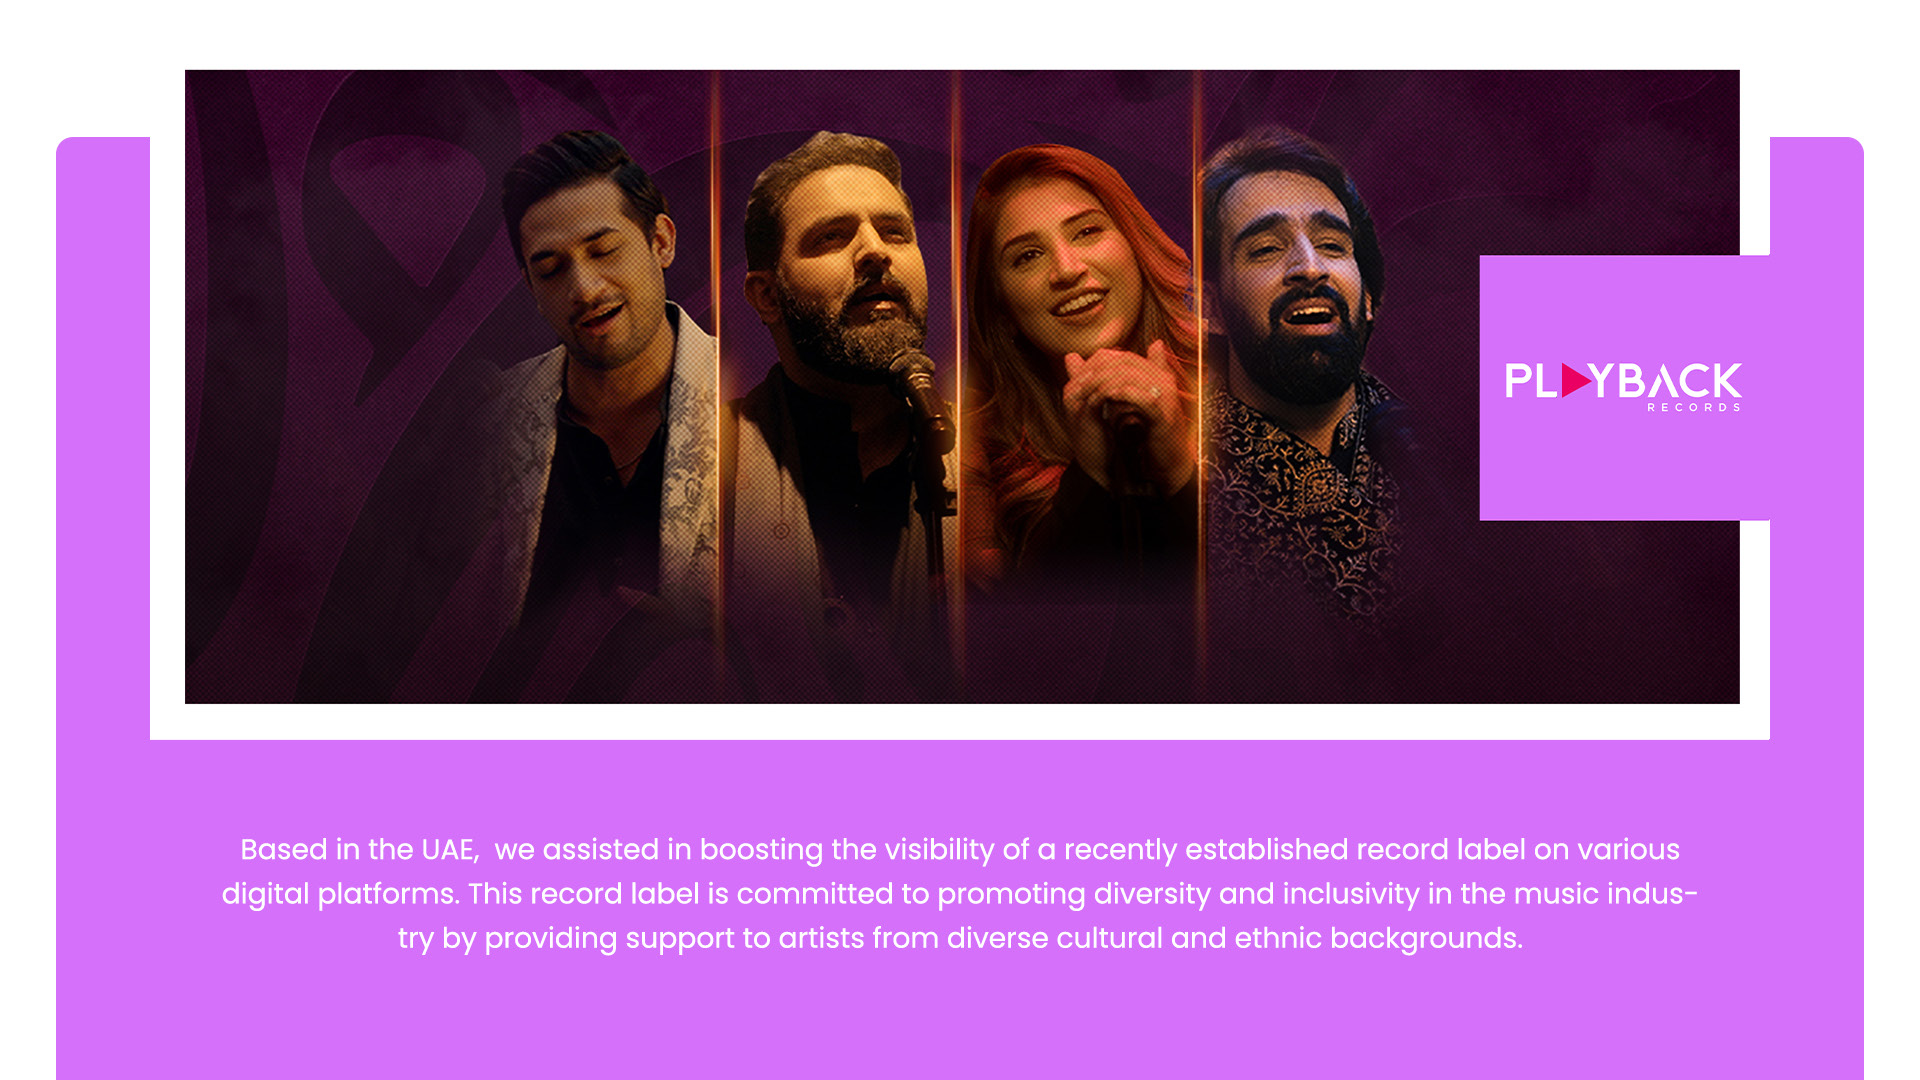 PLAYBACK
RECORDS
Based in the UAE,  we assisted in boosting the visibility of a recently established record label on various
digital platforms. This record label is committed to promoting diversity and inclusivity in the music indus-
try by providing support to artists from diverse cultural and ethnic backgrounds.